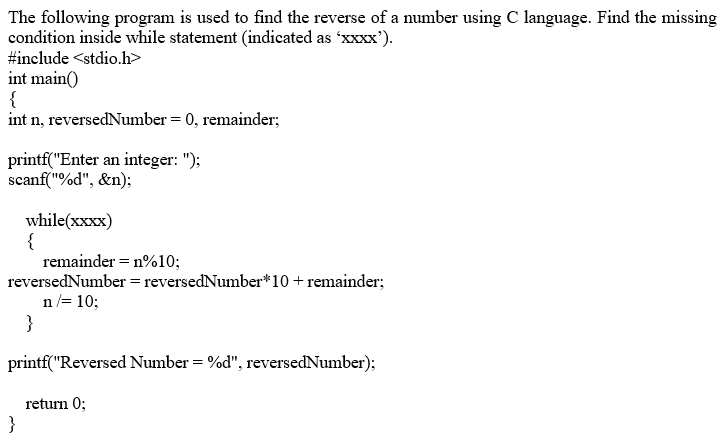 The following program is used to find the reverse of a number using C language. Find the missing
condition inside while statement (indicated as ‘xxxx’).
#include <stdio.h>
int main()
{
int n, reversedNumber = 0, remainder;
printf("Enter an integer: ");
scanf("%d", &n);
while(xxxx)
{
remainder = n%10;
reversedNumber = reversedNumber*10 + remainder;
n /= 10;
}
printf("Reversed Number = %d", reversedNumber);
return 0;
}